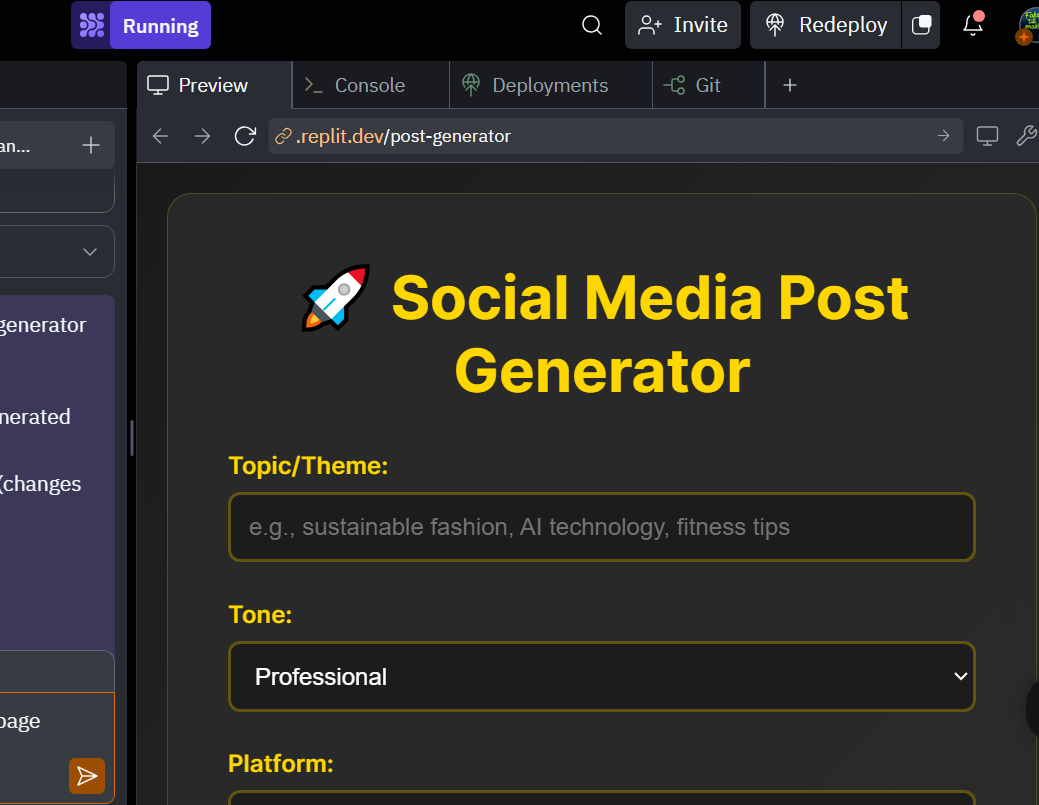 Running
Invite
Redeploy
Preview
Console
Deployments
Git
an...
.replit.dev/post-generator
generator
nerated
(changes
page
Social Media Post
Generator
Topic/Theme:
e.g., sustainable fashion, AI technology, fitness tips
Tone:
Professional
Platform: